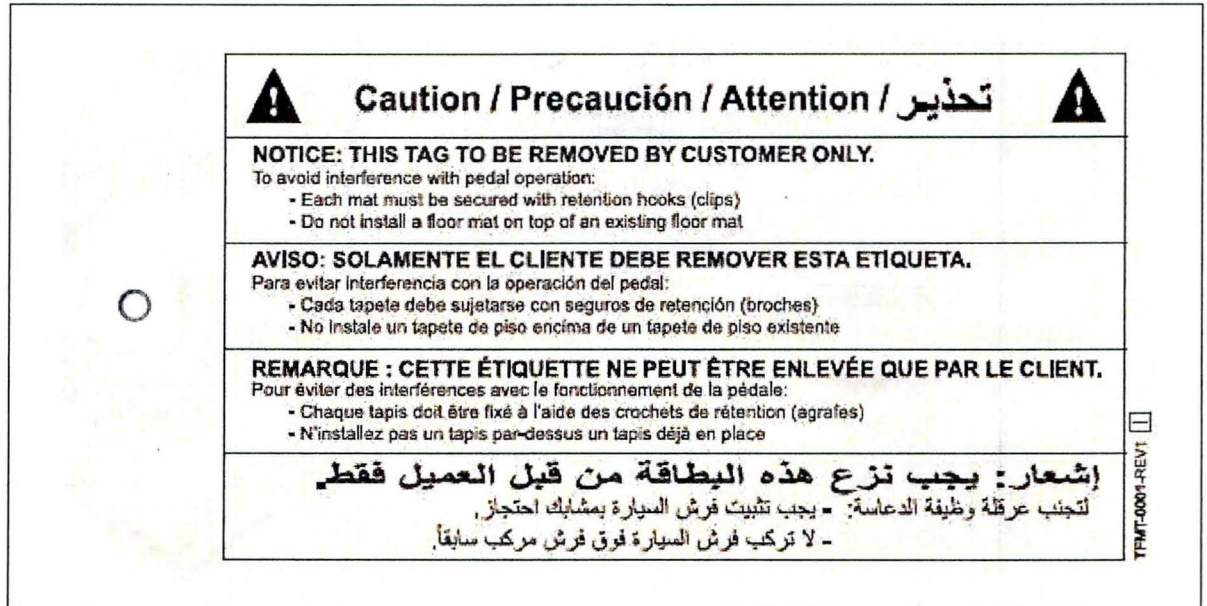 Caution / Precaución / Attention / تحذير
NOTICE: THIS TAG TO BE REMOVED BY CUSTOMER ONLY.
To avoid interference with pedal operation:
- Each mat must be secured with retention hooks (clips)
- Do not install a floor mat on top of an existing floor mat
AVISO: SOLAMENTE EL CLIENTE DEBE REMOVER ESTA ETIQUETA.
Para evitar interferencia con la operación del pedal:
- Cada tapete debe sujetarse con seguros de retención (broches)
- No instale un tapete de piso encima de un tapete de piso existente
REMARQUE : CETTE ÉTIQUETTE NE PEUT ÊTRE ENLEVÉE QUE PAR LE CLIENT.
Pour éviter des interférences avec le fonctionnement de la pédale:
- Chaque tapis doit être fixé à l'aide des crochets de rétention (agrafes)
- N'installez pas un tapis par-dessus un tapis déjà en place
إشعار: يجب نزع هذه البطاقة من قبل العميل فقط.
لتجنب عرقلة وظيفة الدعاسة: - يجب تثبيت فرش السيارة بمشابك احتجاز.
- لا تركب فرش السيارة فوق فرش مركب سابقاً.
TFMT-0001-REV1